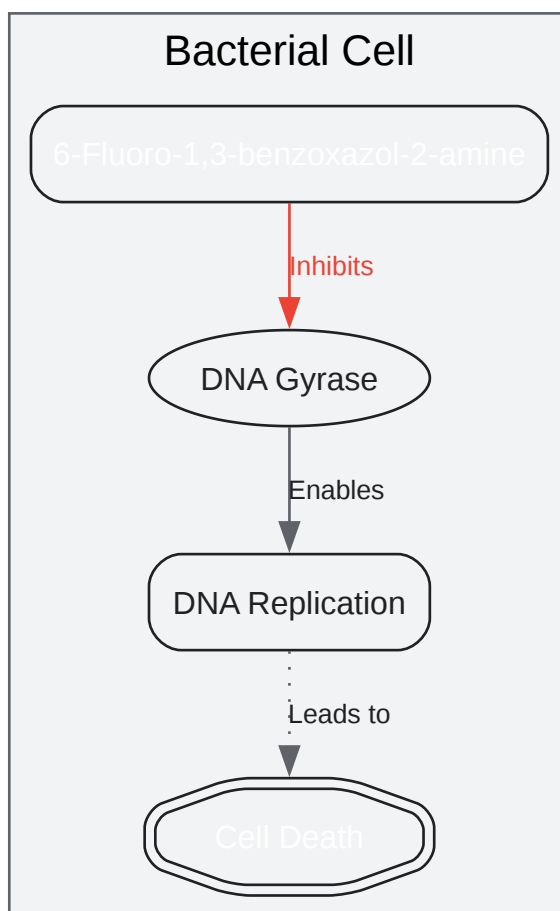 Bacterial Cell
6-Fluoro-1,3-benzoxazol-2-amine
Inhibits
DNA Gyrase
Enables
DNA Replication
Leads to
Cell Death